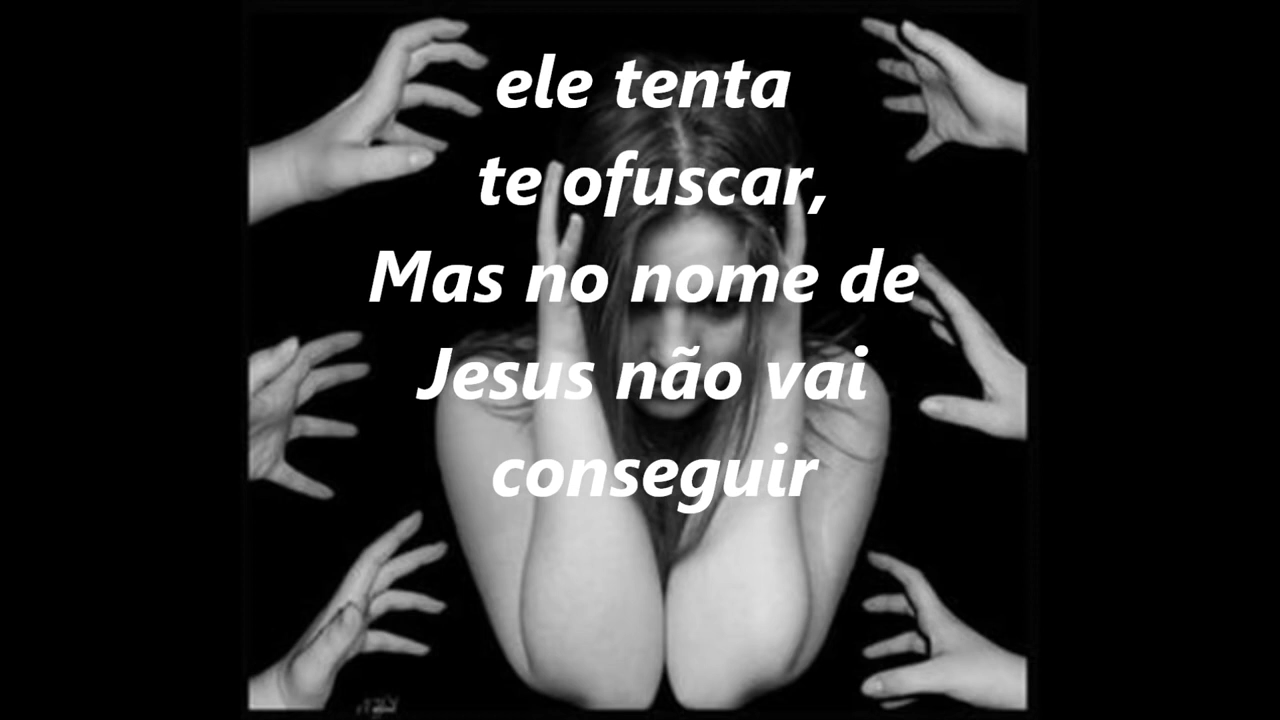 ele tenta
te ofuscar,
Mas no nome de
Jesus não vai
conseguir